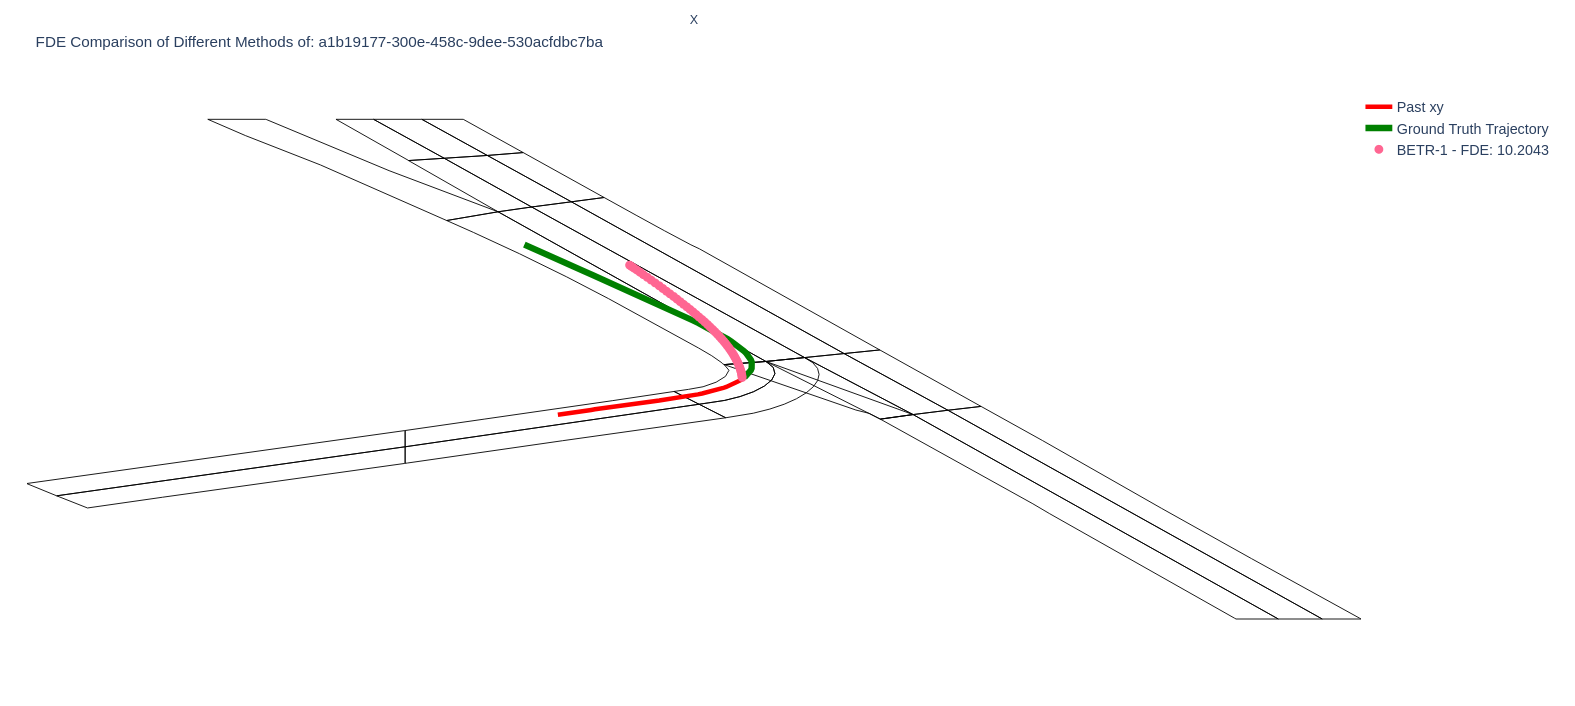 X
FDE Comparison of Different Methods of: a1b19177-300e-458c-9dee-530acfdbc7ba
Past xy
Ground Truth Trajectory
BETR-1 - FDE: 10.2043